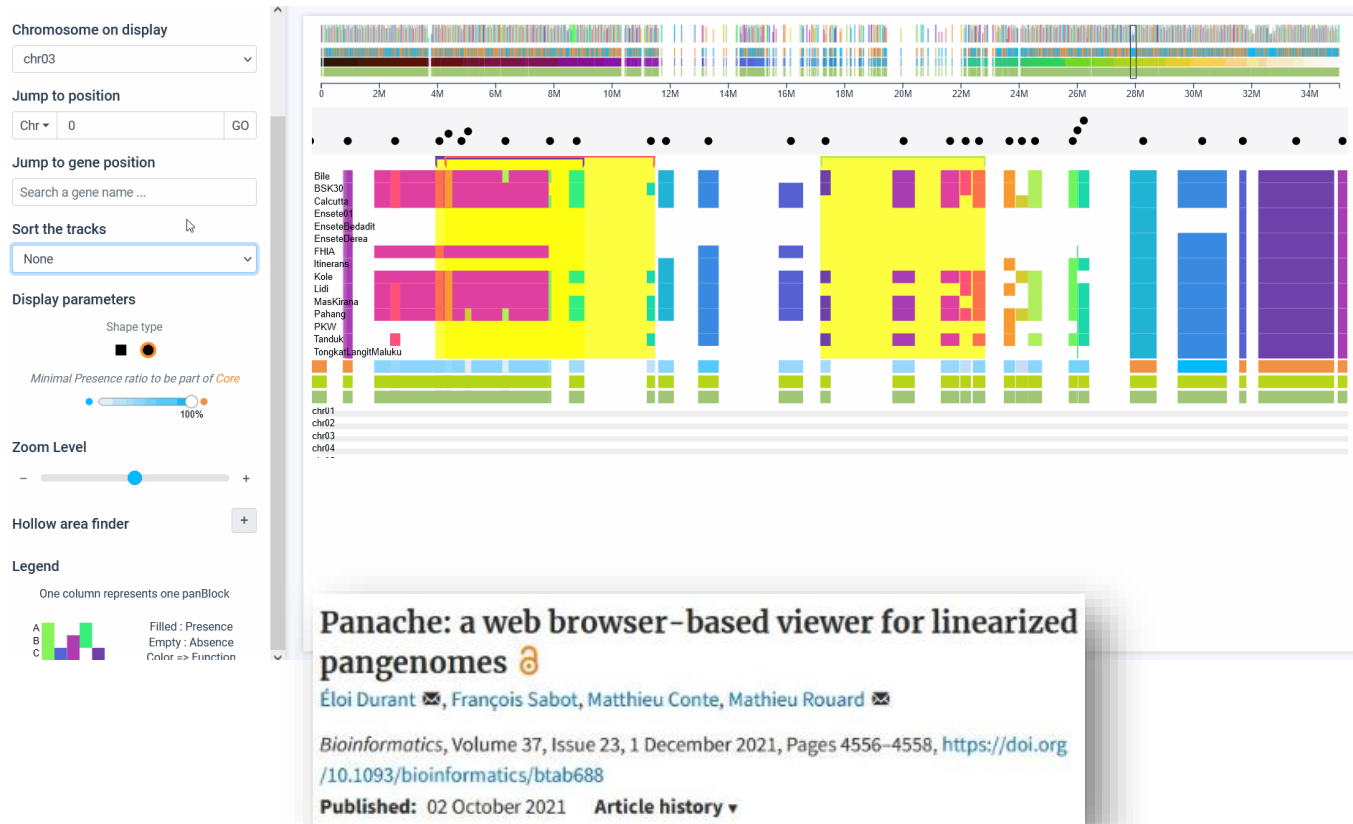 Chromosome on display
chr03
Jump to position
Chr
0
GO
Jump to gene position
Search a gene name ...
Sort the tracks
None
Display parameters
Shape type
Minimal Presence ratio to be part of Core
100%
Zoom Level
−
+
Hollow area finder
+
Legend
One column represents one panBlock
A
B
C
Filled : Presence
Empty : Absence
Color => Function
0 2M 4M 6M 8M 10M 12M 14M 16M 18M 20M 22M 24M 26M 28M 30M 32M 34M
Bile
BSK30
Calcutta
Ensete01
EnseteBedadit
EnseteDerea
FHIA
Itinerans
Kole
Lidi
MasKirana
Pahang
PKW
Tanduk
TongkatLangitMaluku
chr01
chr02
chr03
chr04
Panache: a web browser-based viewer for linearized
pangenomes
Éloi Durant, François Sabot, Matthieu Conte, Mathieu Rouard
Bioinformatics, Volume 37, Issue 23, 1 December 2021, Pages 4556–4558, https://doi.org
/10.1093/bioinformatics/btab688
Published: 02 October 2021 Article history